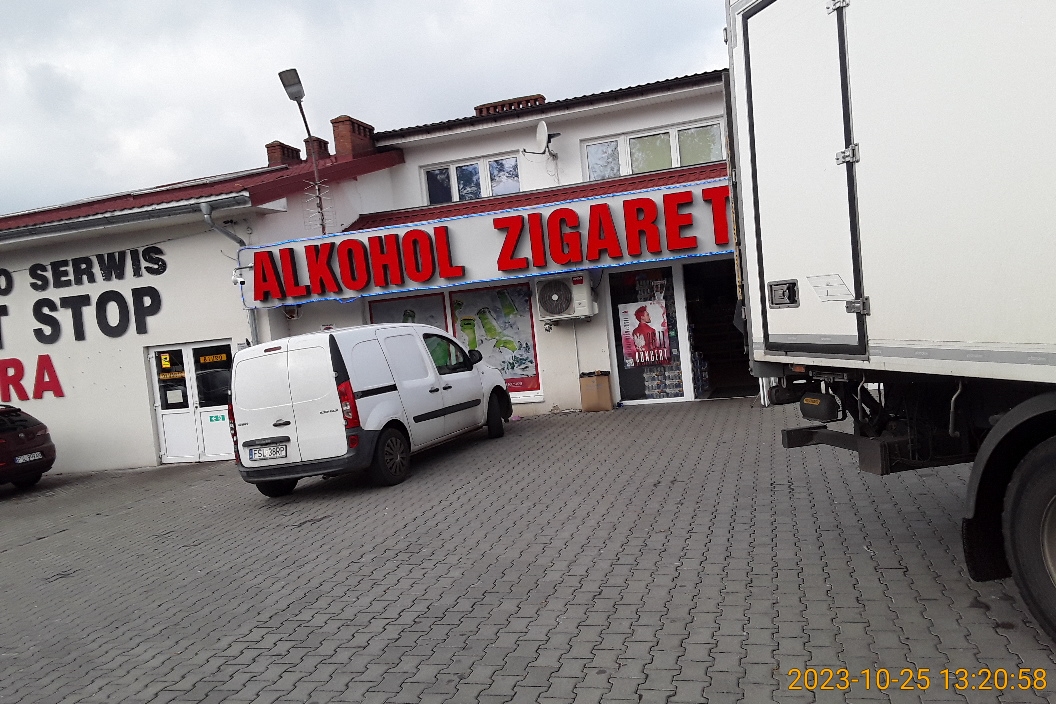 O SERWIS
T STOP
RA
ALKOHOL ZIGARET
KONCERT
FSL 38RP
2023-10-25 13:20:58